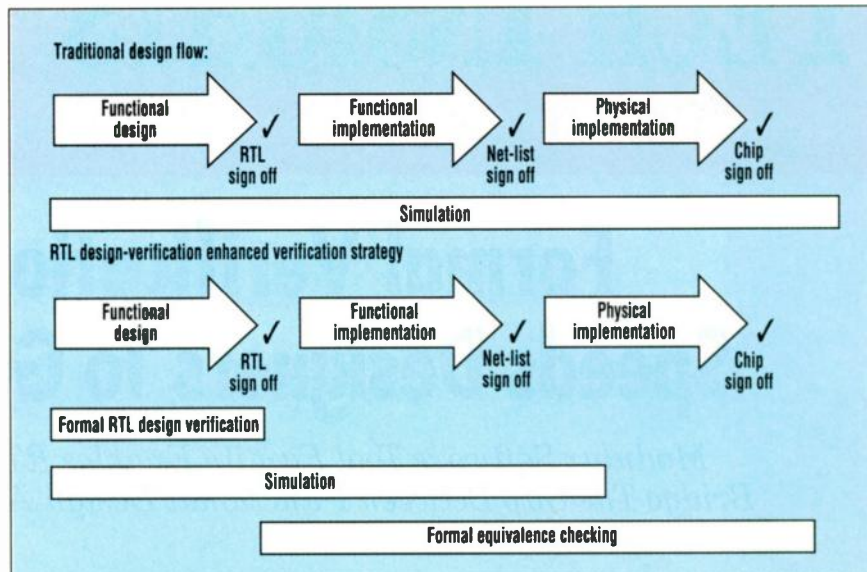 Traditional design flow:
Functional
design
✓
RTL
sign off
Functional
implementation
✓
Net-list
sign off
Physical
implementation
✓
Chip
sign off
Simulation
RTL design-verification enhanced verification strategy
Functional
design
✓
RTL
sign off
Functional
implementation
✓
Net-list
sign off
Physical
implementation
✓
Chip
sign off
Formal RTL design verification
Simulation
Formal equivalence checking